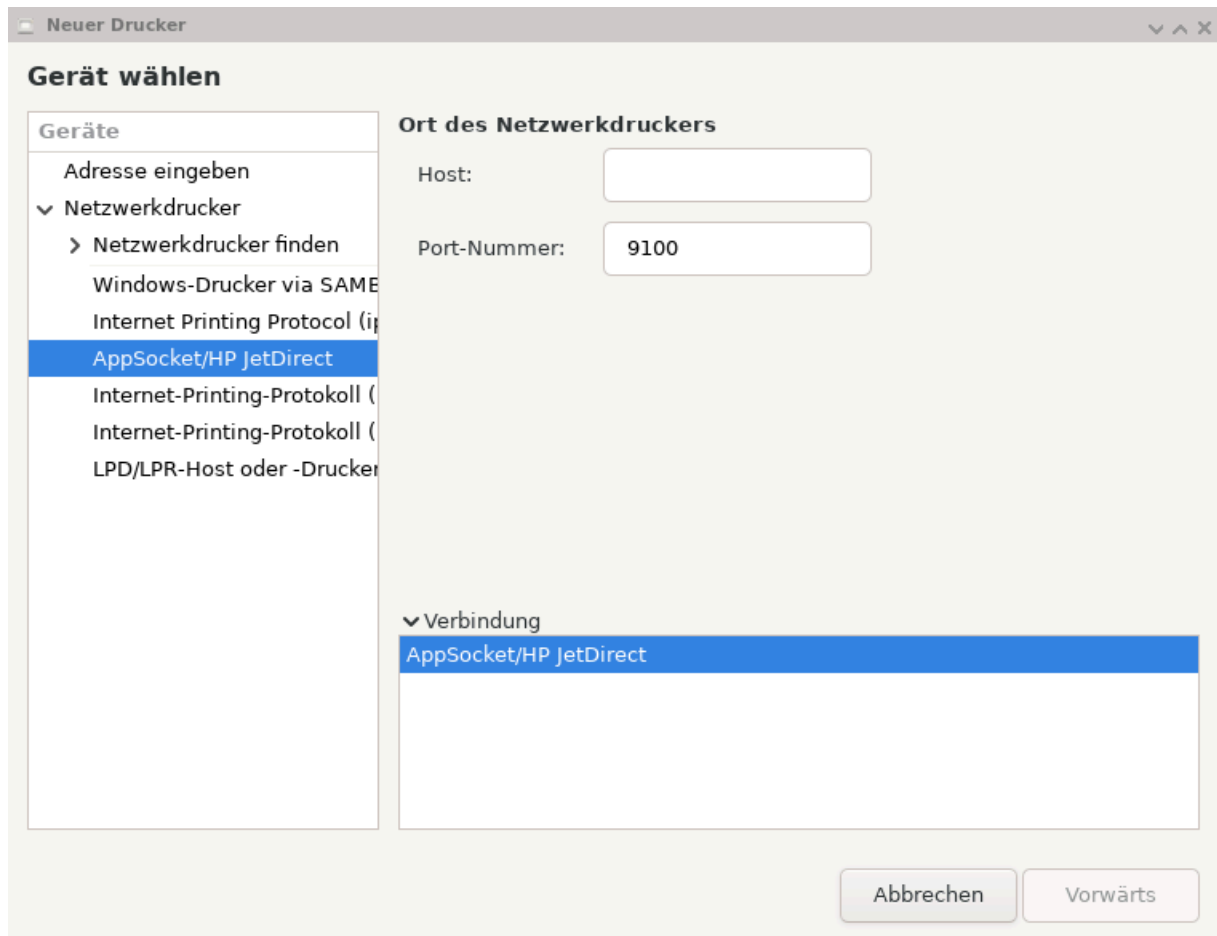 Neuer Drucker
Gerät wählen
Geräte
Adresse eingeben
Netzwerkdrucker
Netzwerkdrucker finden
Windows-Drucker via SAMB
Internet Printing Protocol (ip
AppSocket/HP JetDirect
Internet-Printing-Protokoll (
Internet-Printing-Protokoll (
LPD/LPR-Host oder -Drucker
Ort des Netzwerkdruckers
Host:
Port-Nummer: 9100
Verbindung
AppSocket/HP JetDirect
Abbrechen Vorwärts